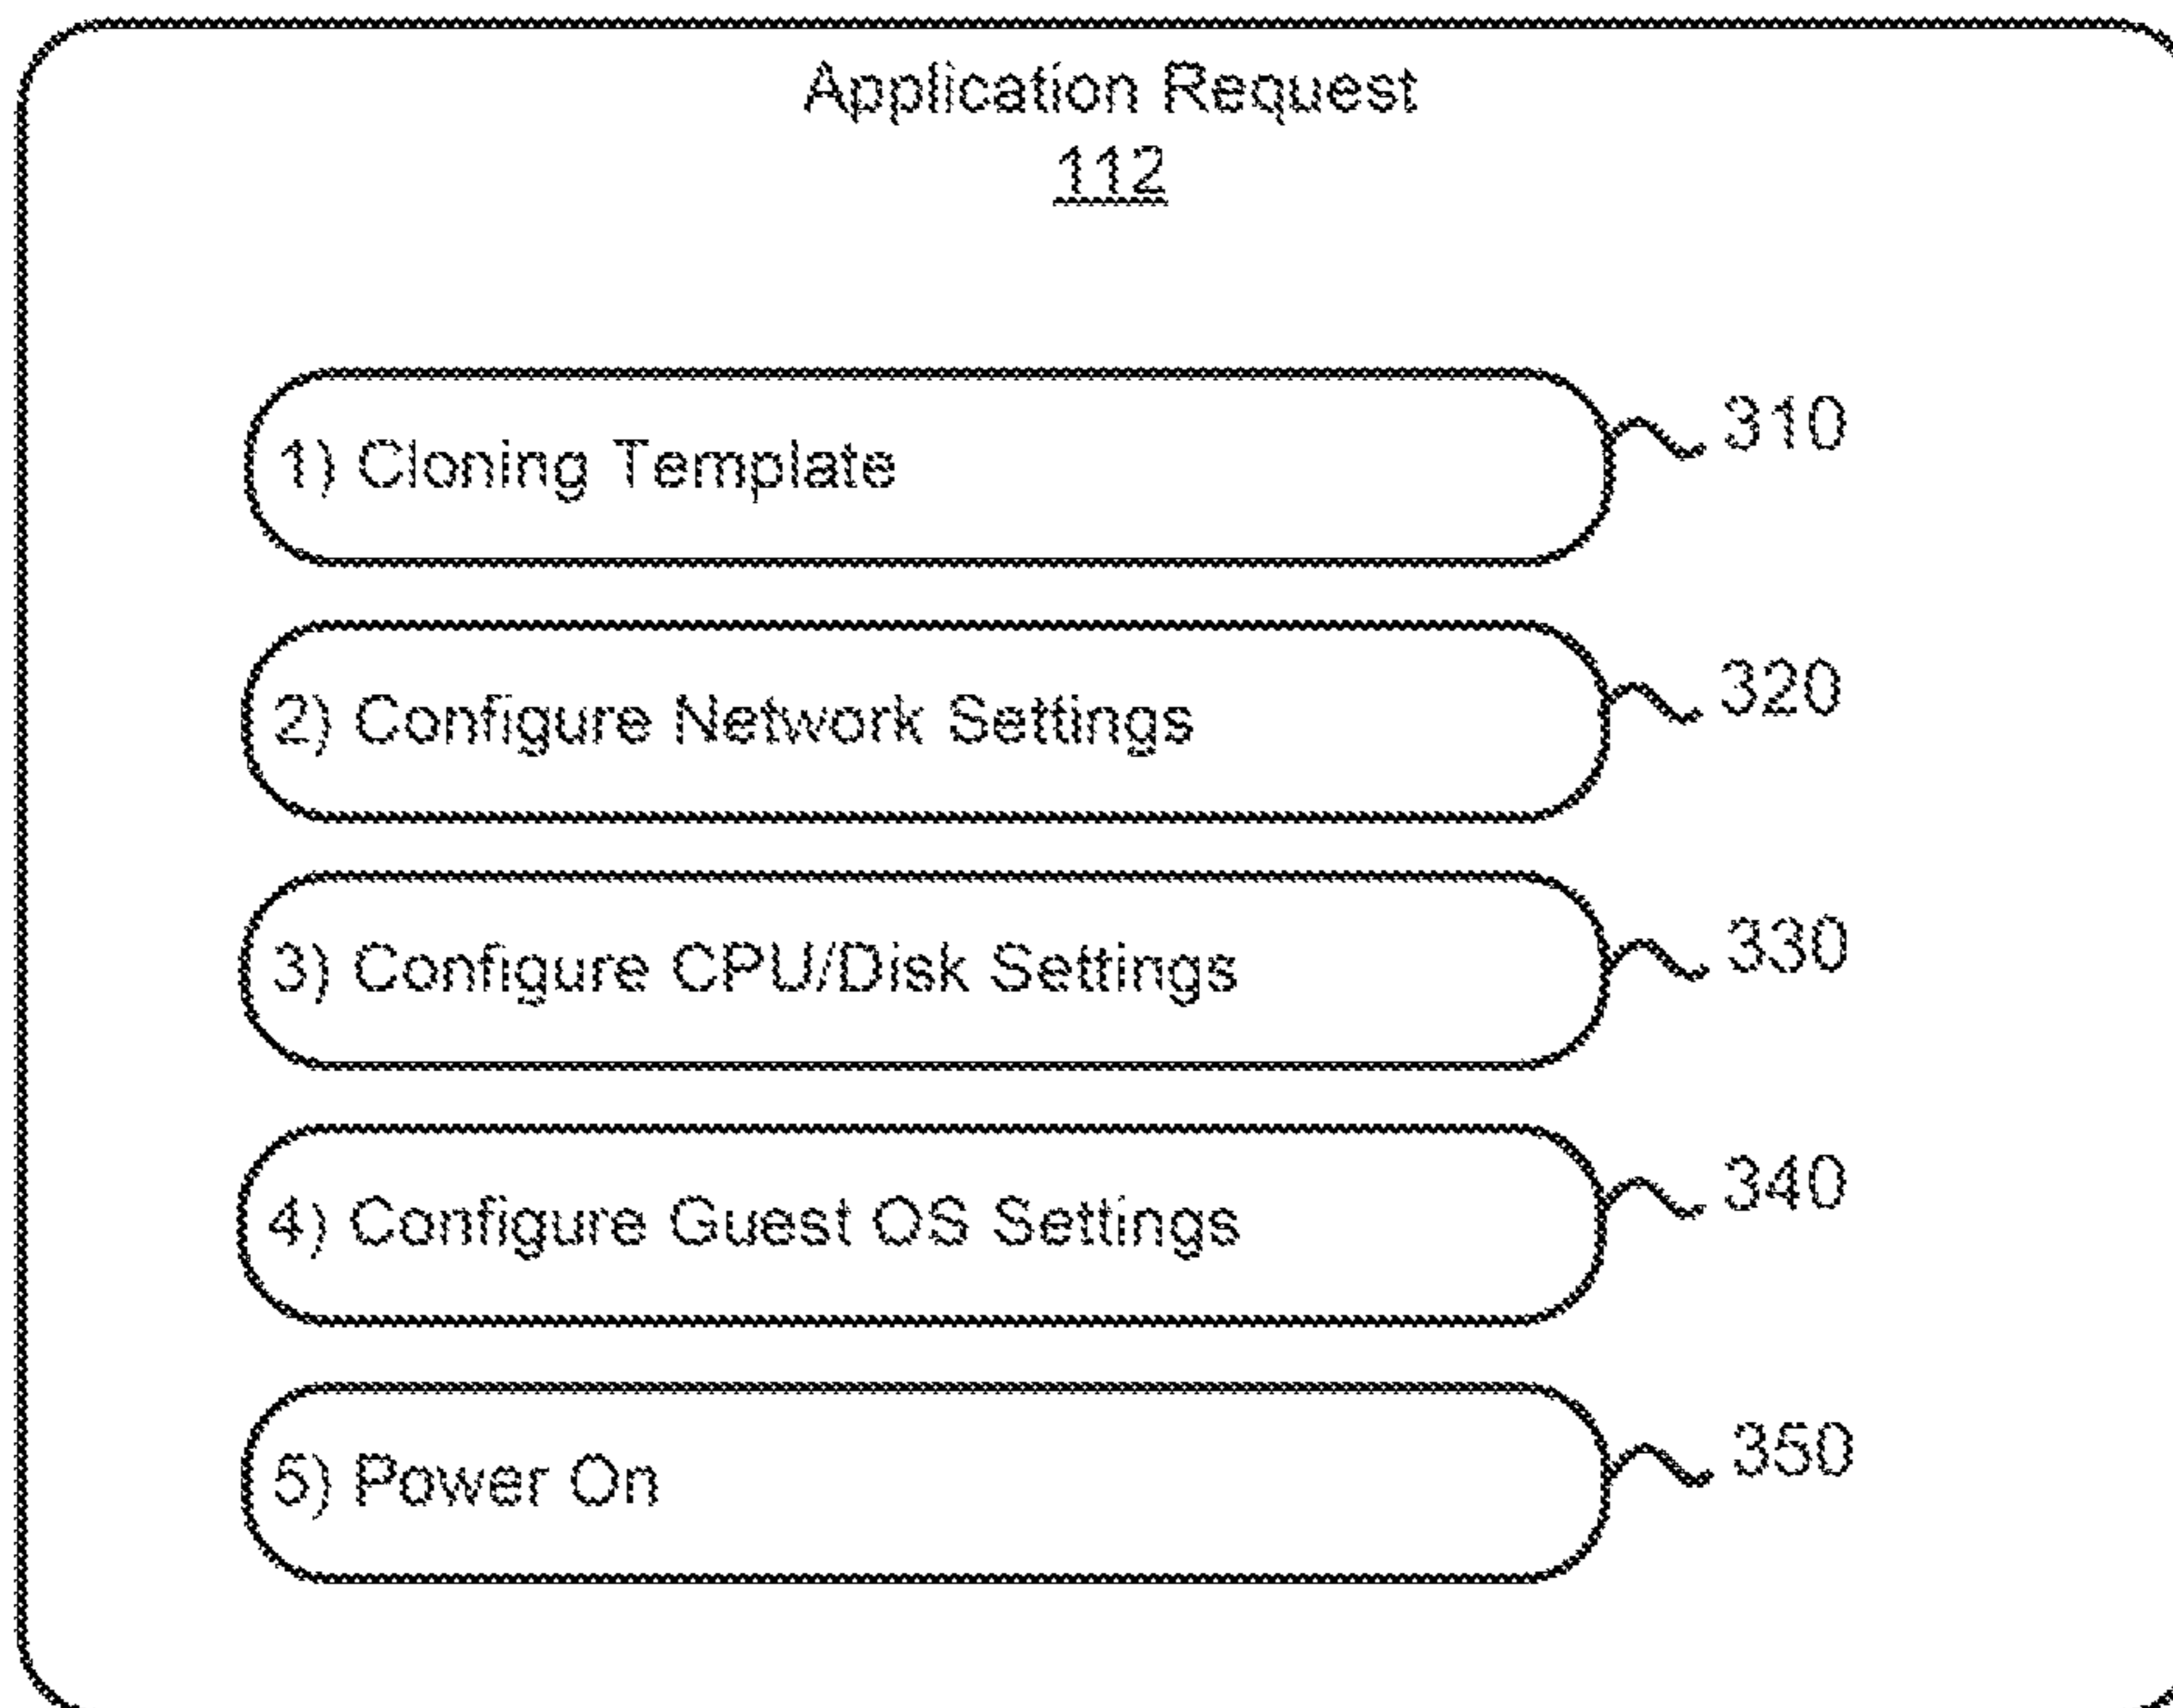 Application Request
112
1) Cloning Template
310
2) Configure Network Settings
320
3) Configure CPU/Disk Settings
330
4) Configure Guest OS Settings
340
5) Power On
350